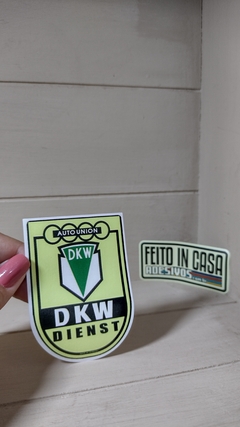 AUTO UNION
DKW
DKW
DIENST
FEITO IN CASA
ADESIVOS